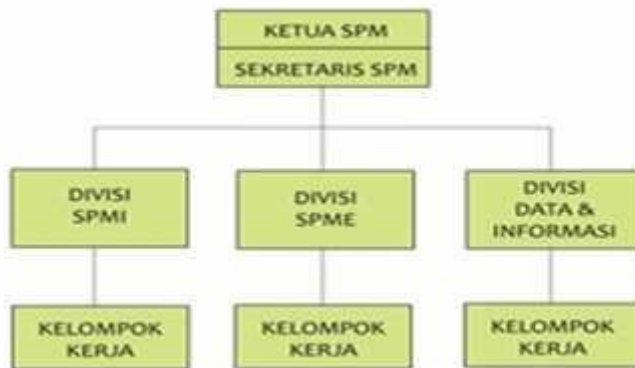 KETUA SPM
SEKRETARIS SPM
DIVISI
SPMI
DIVISI
SPME
DIVISI
DATA &
INFORMASI
KELOMPOK
KERJA
KELOMPOK
KERJA
KELOMPOK
KERJA